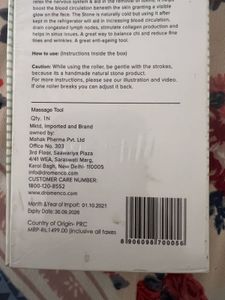 relax the nervous system & aid in the removal of toxins. It helps
boost the blood circulation beneath the skin granting a visible
glow on the face. The Stone is naturally cold but using it after
kept in the refrigerator will aid in increasing blood circulation,
drain congested lymph nodes, stimulate collagen production and
helps in sinus issues. A great way to balance chi and reduce fine
lines and wrinkles. A great anti-ageing tool.
How to use: (Instructions inside the box)
Caution: While using the roller, be gentle with the strokes,
because its a handmade natural stone product.
For more precautions, please see our illustration and video.
If one roller breaks you can adjust it back.
Massage Tool
Qty. 1N
Mktd, Imported and Brand
owned by:
Mahak Pharma Pvt. Ltd
Office No. 303
3rd Floor, Saawariya Plaza
4/41 WEA, Saraswati Marg,
Karol Bagh, New Delhi- 110005
CUSTOMER CARE NUMBER:
1800-120-8552
www.dromenco.com
Month & Year of Import: 01.10.2021
Expiry Date: 30.09.2026
Country of Origin- PRC
MRP-Rs.1499.00 (Inclusive all taxes
8 906098 700056